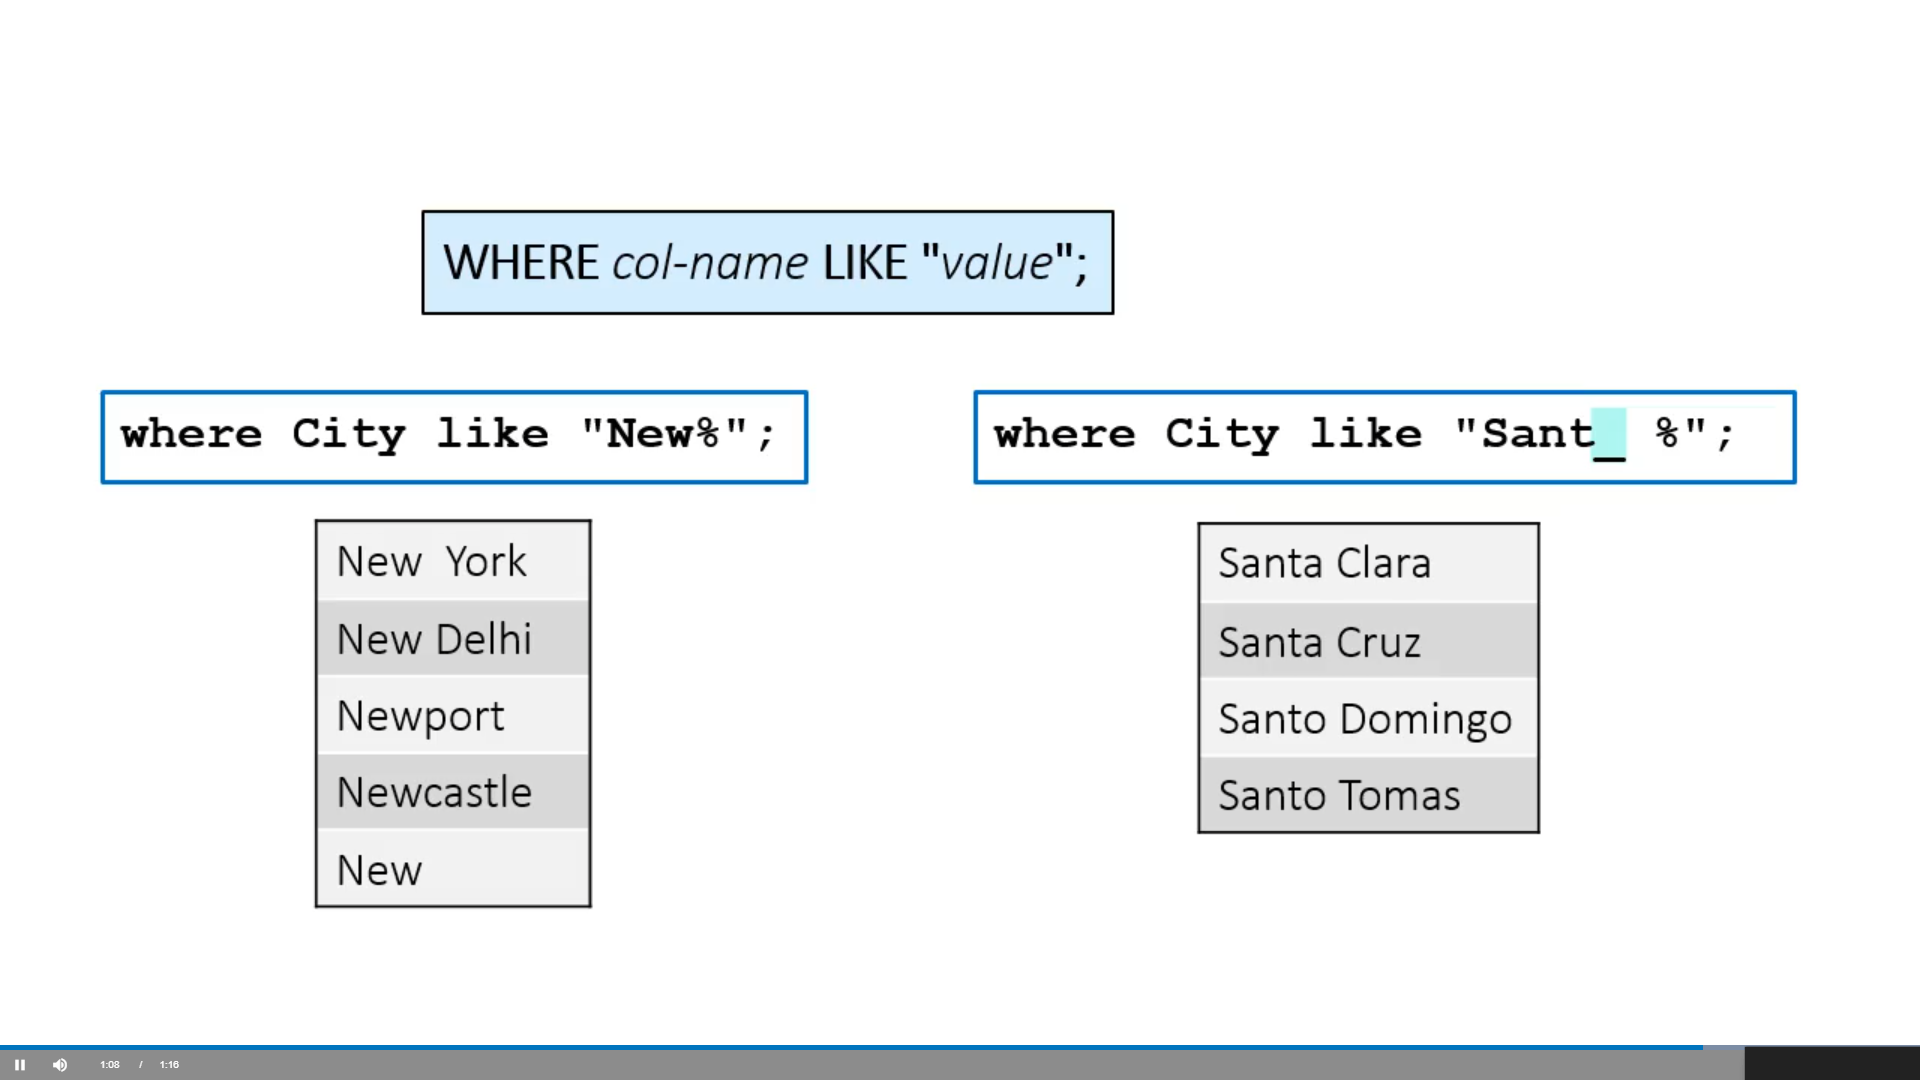 WHERE col-name LIKE "value";
where City like "New%";
where City like "Sant_ %";
New  York
New Delhi
Newport
Newcastle
New
Santa Clara
Santa Cruz
Santo Domingo
Santo Tomas
1:08 / 1:16